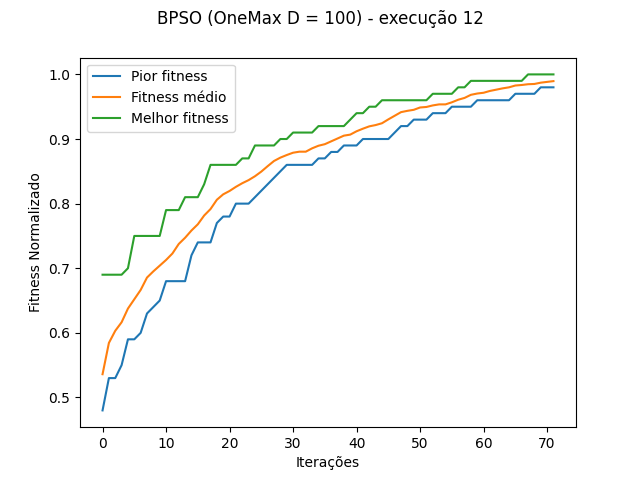 BPSO (OneMax D = 100) - execução 12
Pior fitness
Fitness médio
Melhor fitness
1.0
0.9
0.8
0.7
0.6
0.5
Fitness Normalizado
0 10 20 30 40 50 60 70
Iterações